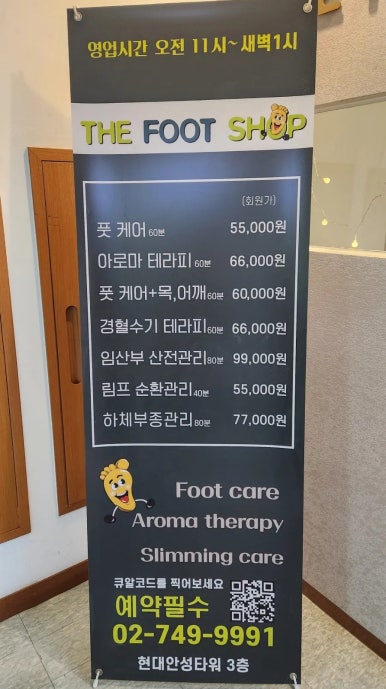 영업시간 오전 11시~새벽1시
THE FOOT SHOP
(회원가)
풋 케어 60분 55,000원
아로마 테라피 60분 66,000원
풋 케어+목,어깨 60분 60,000원
경혈수기 테라피 60분 66,000원
임산부 산전관리 80분 99,000원
림프 순환관리 40분 55,000원
하체부종관리 80분 77,000원
Foot care
Aroma therapy
Slimming care
큐알코드를 찍어보세요
예약필수
02-749-9991
현대안성타워 3층